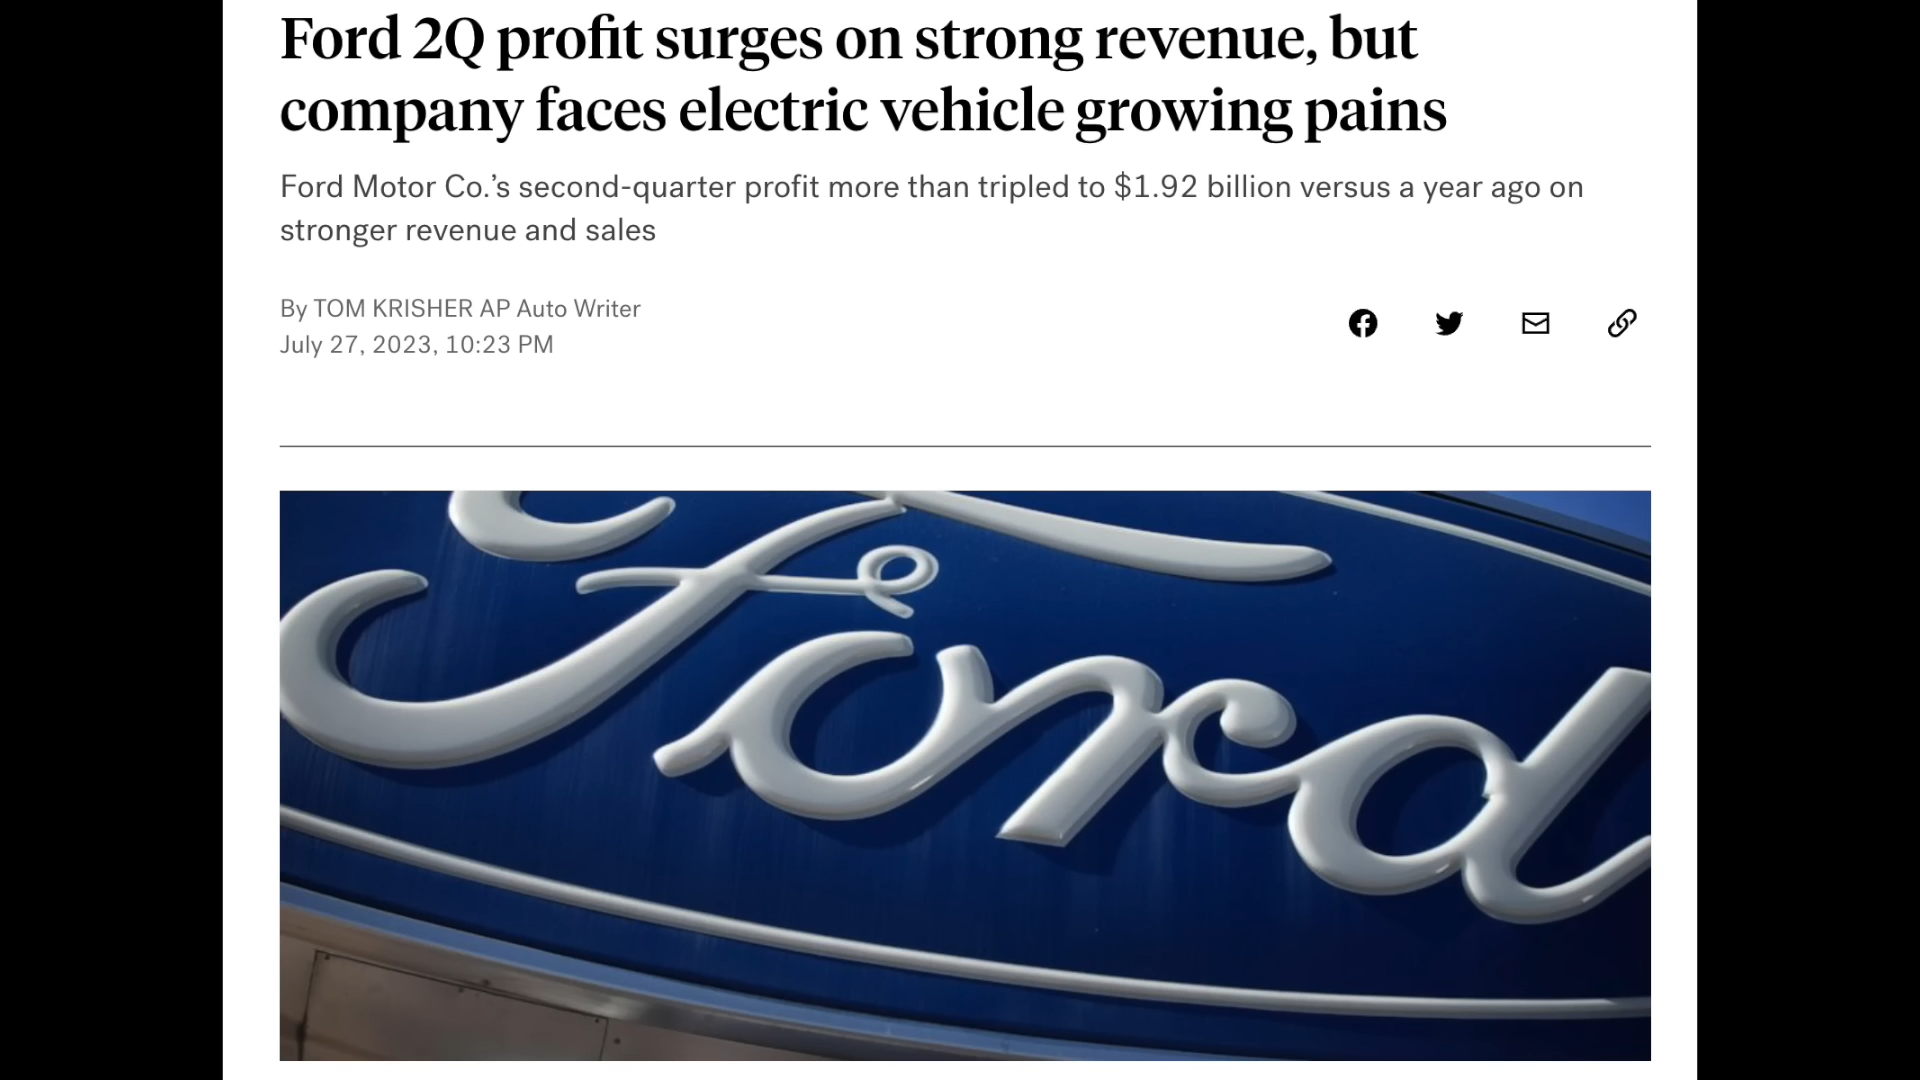 Ford 2Q profit surges on strong revenue, but
company faces electric vehicle growing pains
Ford Motor Co.’s second-quarter profit more than tripled to $1.92 billion versus a year ago on
stronger revenue and sales
By TOM KRISHER AP Auto Writer
July 27, 2023, 10:23 PM
Ford